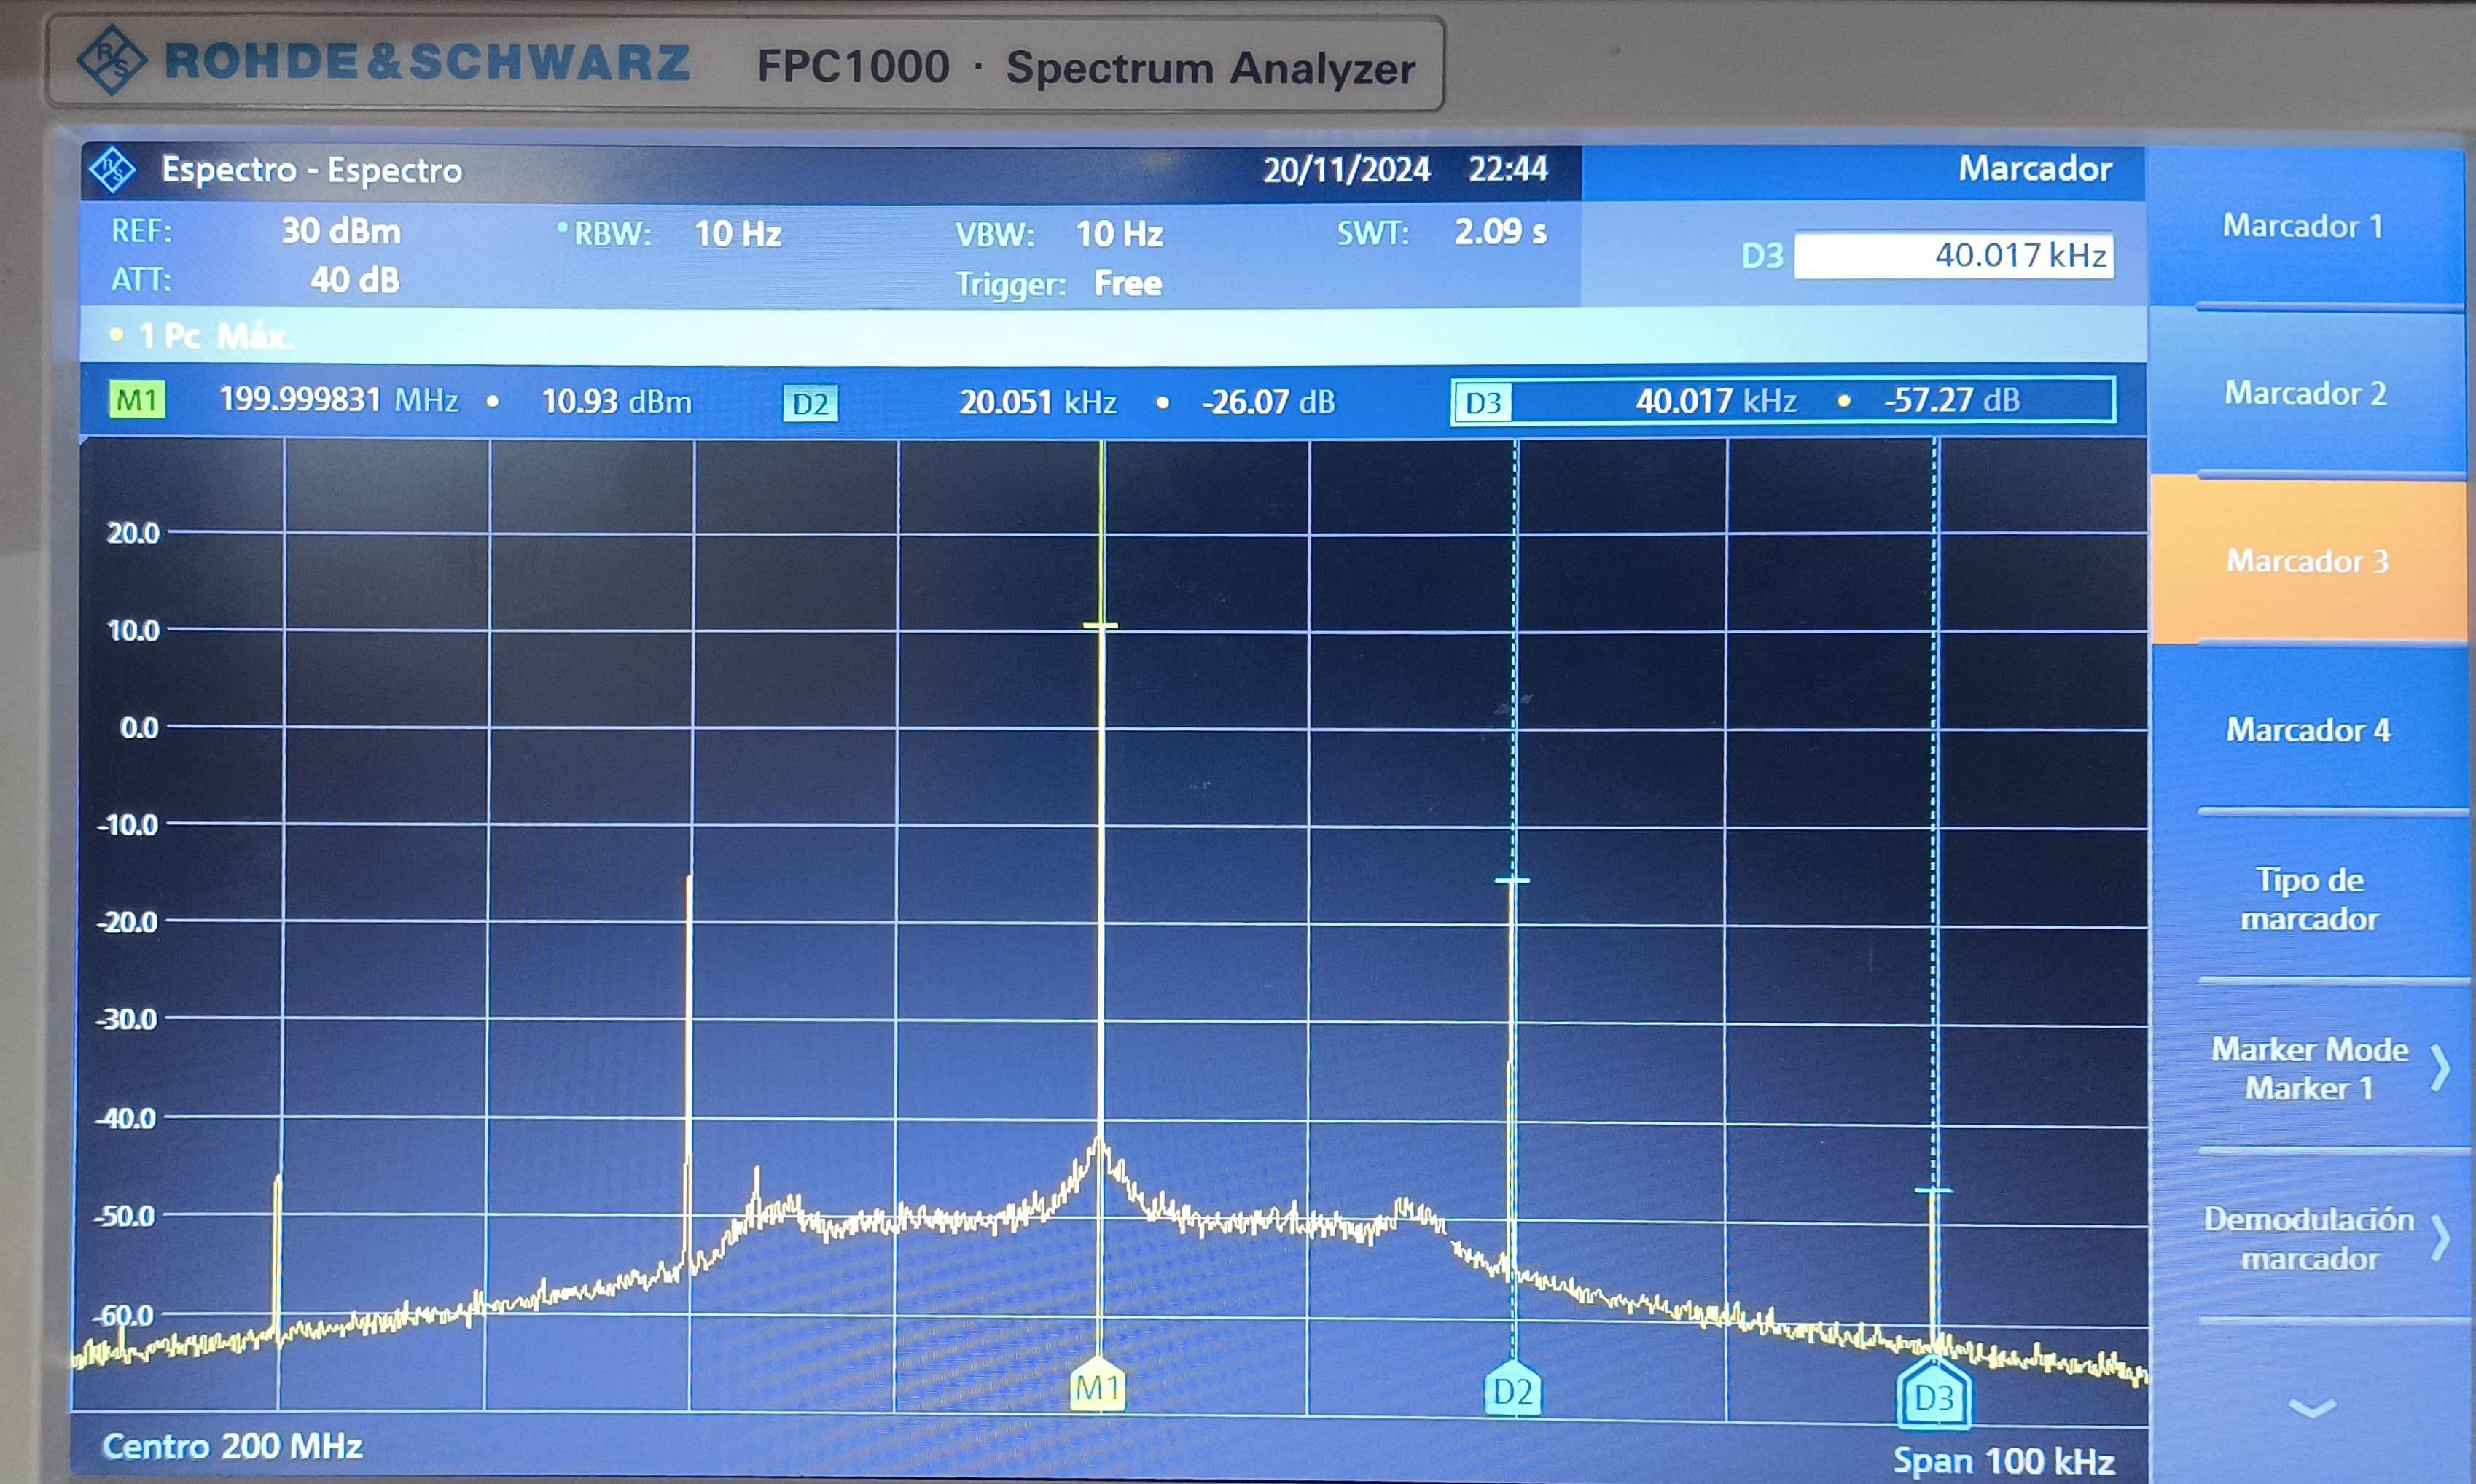 ROHDE&SCHWARZ FPC1000 · Spectrum Analyzer
Espectro - Espectro 20/11/2024 22:44 Marcador
REF: 30 dBm RBW: 10 Hz VBW: 10 Hz SWT: 2.09 s
D3 40.017 kHz
ATT: 40 dB Trigger: Free
1 Pc Máx.
M1 199.999831 MHz • 10.93 dBm D2 20.051 kHz • -26.07 dB D3 40.017 kHz • -57.27 dB
20.0
10.0
0.0
-10.0
-20.0
-30.0
-40.0
-50.0
-60.0
M1 D2 D3
Centro 200 MHz Span 100 kHz
Marcador 1
Marcador 2
Marcador 3
Marcador 4
Tipo de
marcador
Marker Mode
Marker 1
Demodulación
marcador